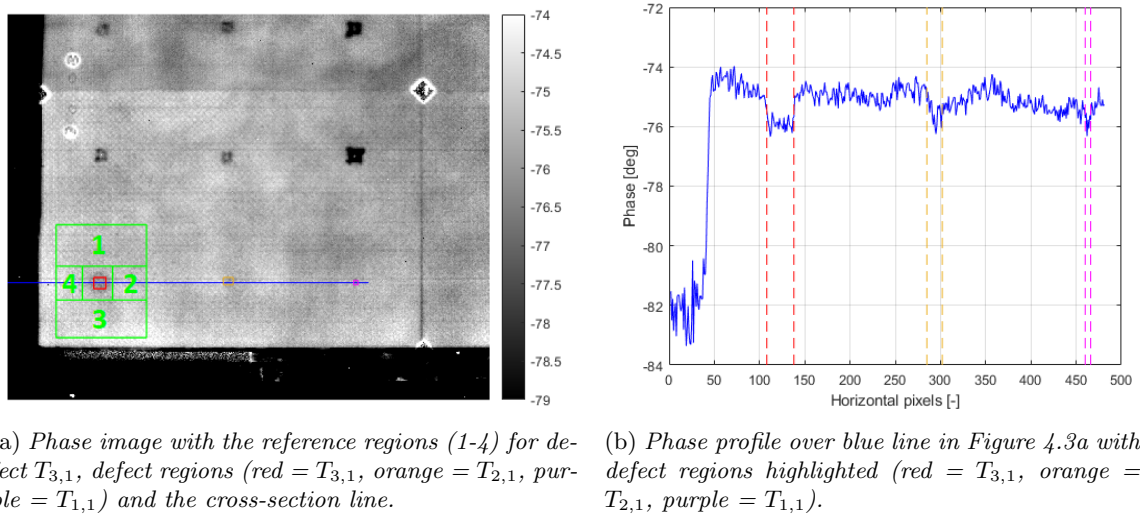 -74
-74.5
-75
-75.5
-76
-76.5
-77
-77.5
-78
-78.5
-79
1
4 2
3
-72
-74
-76
-78
-80
-82
-84
Phase [deg]
0 50 100 150 200 250 300 350 400 450 500
Horizontal pixels [-]
a) Phase image with the reference regions (1-4) for de-
fect T3,1, defect regions (red = T3,1, orange = T2,1, pur-
ple = T1,1) and the cross-section line.
(b) Phase profile over blue line in Figure 4.3a with
defect regions highlighted (red = T3,1, orange =
T2,1, purple = T1,1).